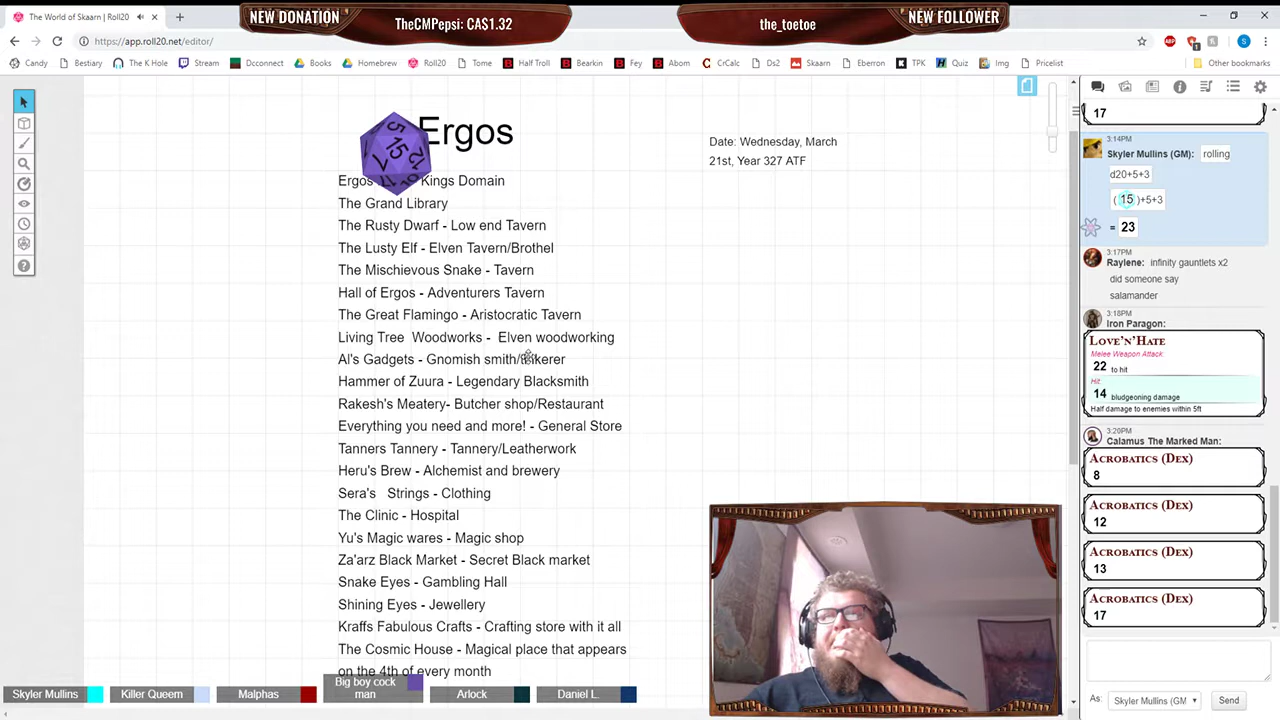 The World of Skaarn | Roll20
NEW DONATION
TheCMPepsi: CA$1.32
the_toetoe
NEW FOLLOWER
https://app.roll20.net/editor/
Candy
Bestiary
The K Hole
Stream
Dcconnect
Books
Homebrew
Roll20
Tome
Half Troll
Bearkin
Fey
Abom
CrCalc
Ds2
Skaarn
Eberron
TPK
Quiz
Img
Pricelist
Other bookmarks
Ergos
Date: Wednesday, March
21st, Year 327 ATF
Ergos Kings Domain
The Grand Library
The Rusty Dwarf - Low end Tavern
The Lusty Elf - Elven Tavern/Brothel
The Mischievous Snake - Tavern
Hall of Ergos - Adventurers Tavern
The Great Flamingo - Aristocratic Tavern
Living Tree Woodworks - Elven woodworking
Al's Gadgets - Gnomish smith/tinkerer
Hammer of Zuura - Legendary Blacksmith
Rakesh's Meatery- Butcher shop/Restaurant
Everything you need and more! - General Store
Tanners Tannery - Tannery/Leatherwork
Heru's Brew - Alchemist and brewery
Sera's Strings - Clothing
The Clinic - Hospital
Yu's Magic wares - Magic shop
Za'arz Black Market - Secret Black market
Snake Eyes - Gambling Hall
Shining Eyes - Jewellery
Kraffs Fabulous Crafts - Crafting store with it all
The Cosmic House - Magical place that appears
on the 4th of every month
5
15
7
Skyler Mullins
Killer Queem
Malphas
Big boy cock
man
Arlock
Daniel L.
17
3:14PM
Skyler Mullins (GM): rolling
d20+5+3
(15)+5+3
= 23
3:17PM
Raylene: infinity gauntlets x2
did someone say
salamander
3:18PM
Iron Paragon:
LOVE'N'HATE
Melee Weapon Attack
22 to hit
Hit:
14 bludgeoning damage
Half damage to enemies within 5ft
3:20PM
Calamus The Marked Man:
ACROBATICS (DEX)
8
ACROBATICS (DEX)
12
ACROBATICS (DEX)
13
ACROBATICS (DEX)
17
As:
Skyler Mullins (GM
Send